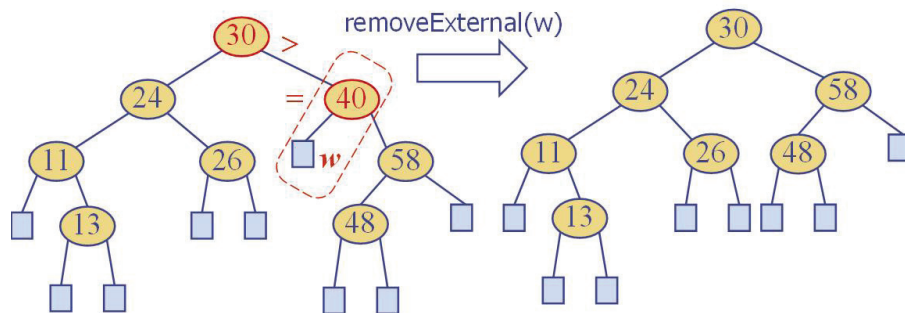 removeExternal(w)
30 >
24 = 40
11 26 w 58
13 48
30
24 58
11 26 48
13